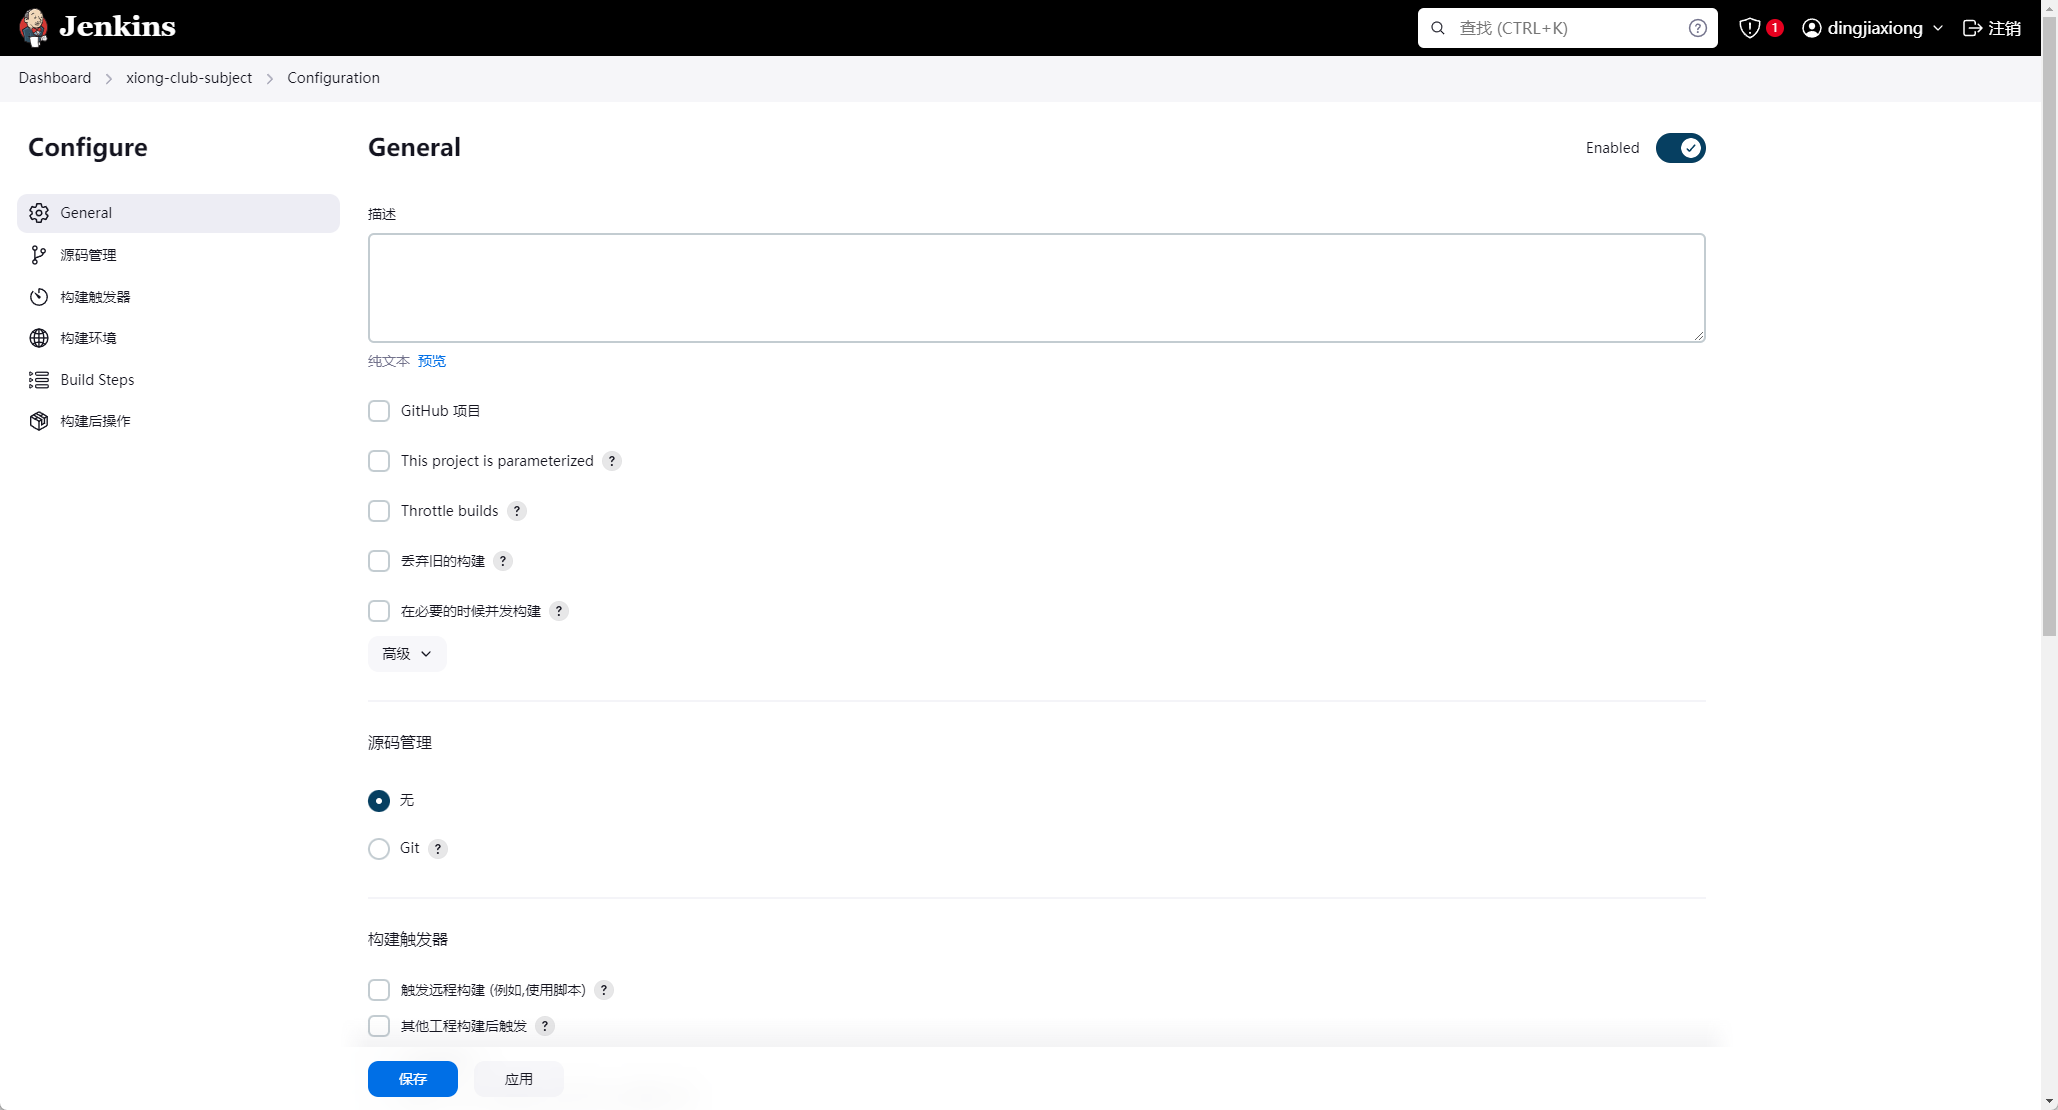 Jenkins
查找 (CTRL+K)
1
dingjiaxiong
注销
Dashboard
xiong-club-subject
Configuration
Configure
General
源码管理
构建触发器
构建环境
Build Steps
构建后操作
General
Enabled
描述
纯文本 预览
GitHub 项目
This project is parameterized ?
Throttle builds ?
丢弃旧的构建 ?
在必要的时候并发构建 ?
高级
源码管理
无
Git ?
构建触发器
触发远程构建 (例如,使用脚本) ?
其他工程构建后触发 ?
保存
应用